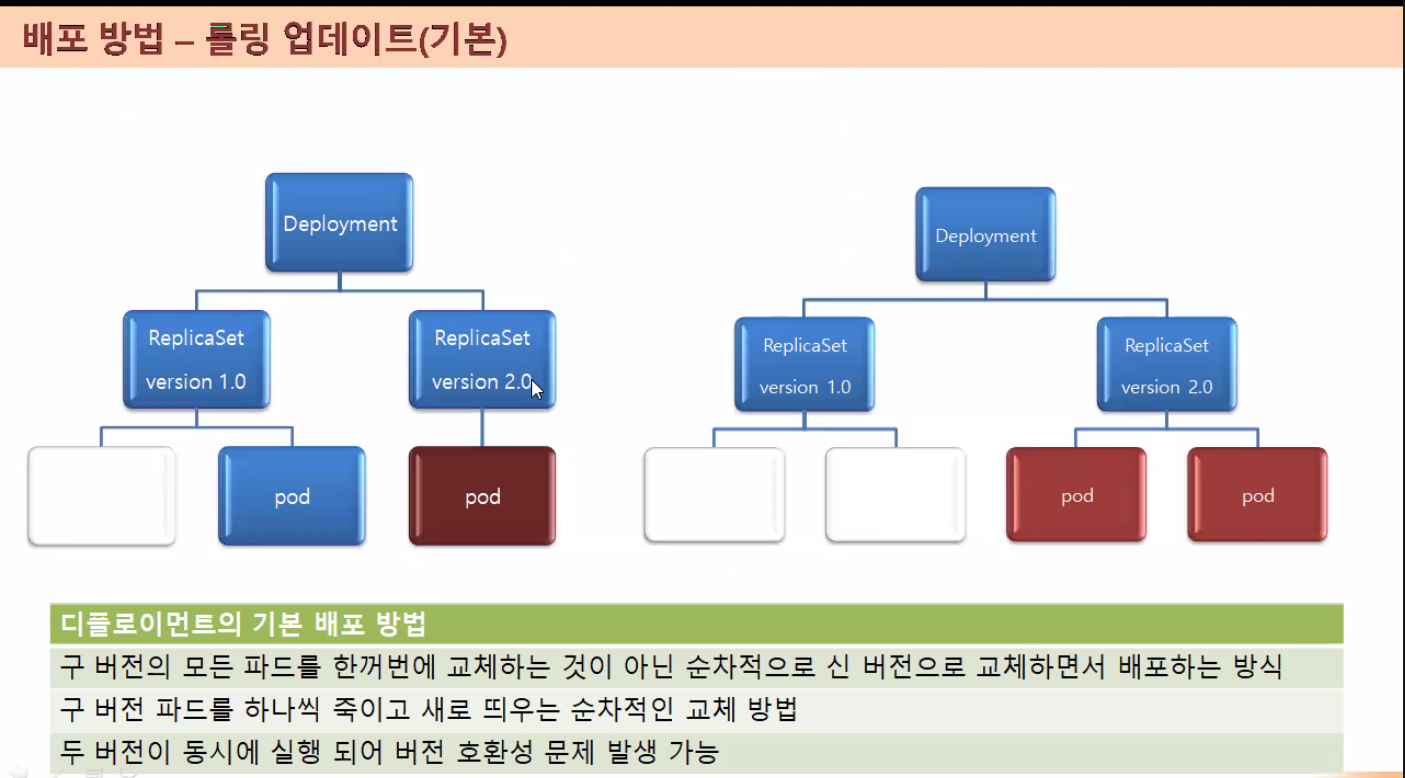 배포 방법 – 롤링 업데이트(기본)
Deployment
ReplicaSet
version 1.0
ReplicaSet
version 2.0
pod
pod
Deployment
ReplicaSet
version 1.0
ReplicaSet
version 2.0
pod
pod
디플로이먼트의 기본 배포 방법
구 버전의 모든 파드를 한꺼번에 교체하는 것이 아닌 순차적으로 신 버전으로 교체하면서 배포하는 방식
구 버전 파드를 하나씩 죽이고 새로 띄우는 순차적인 교체 방법
두 버전이 동시에 실행 되어 버전 호환성 문제 발생 가능